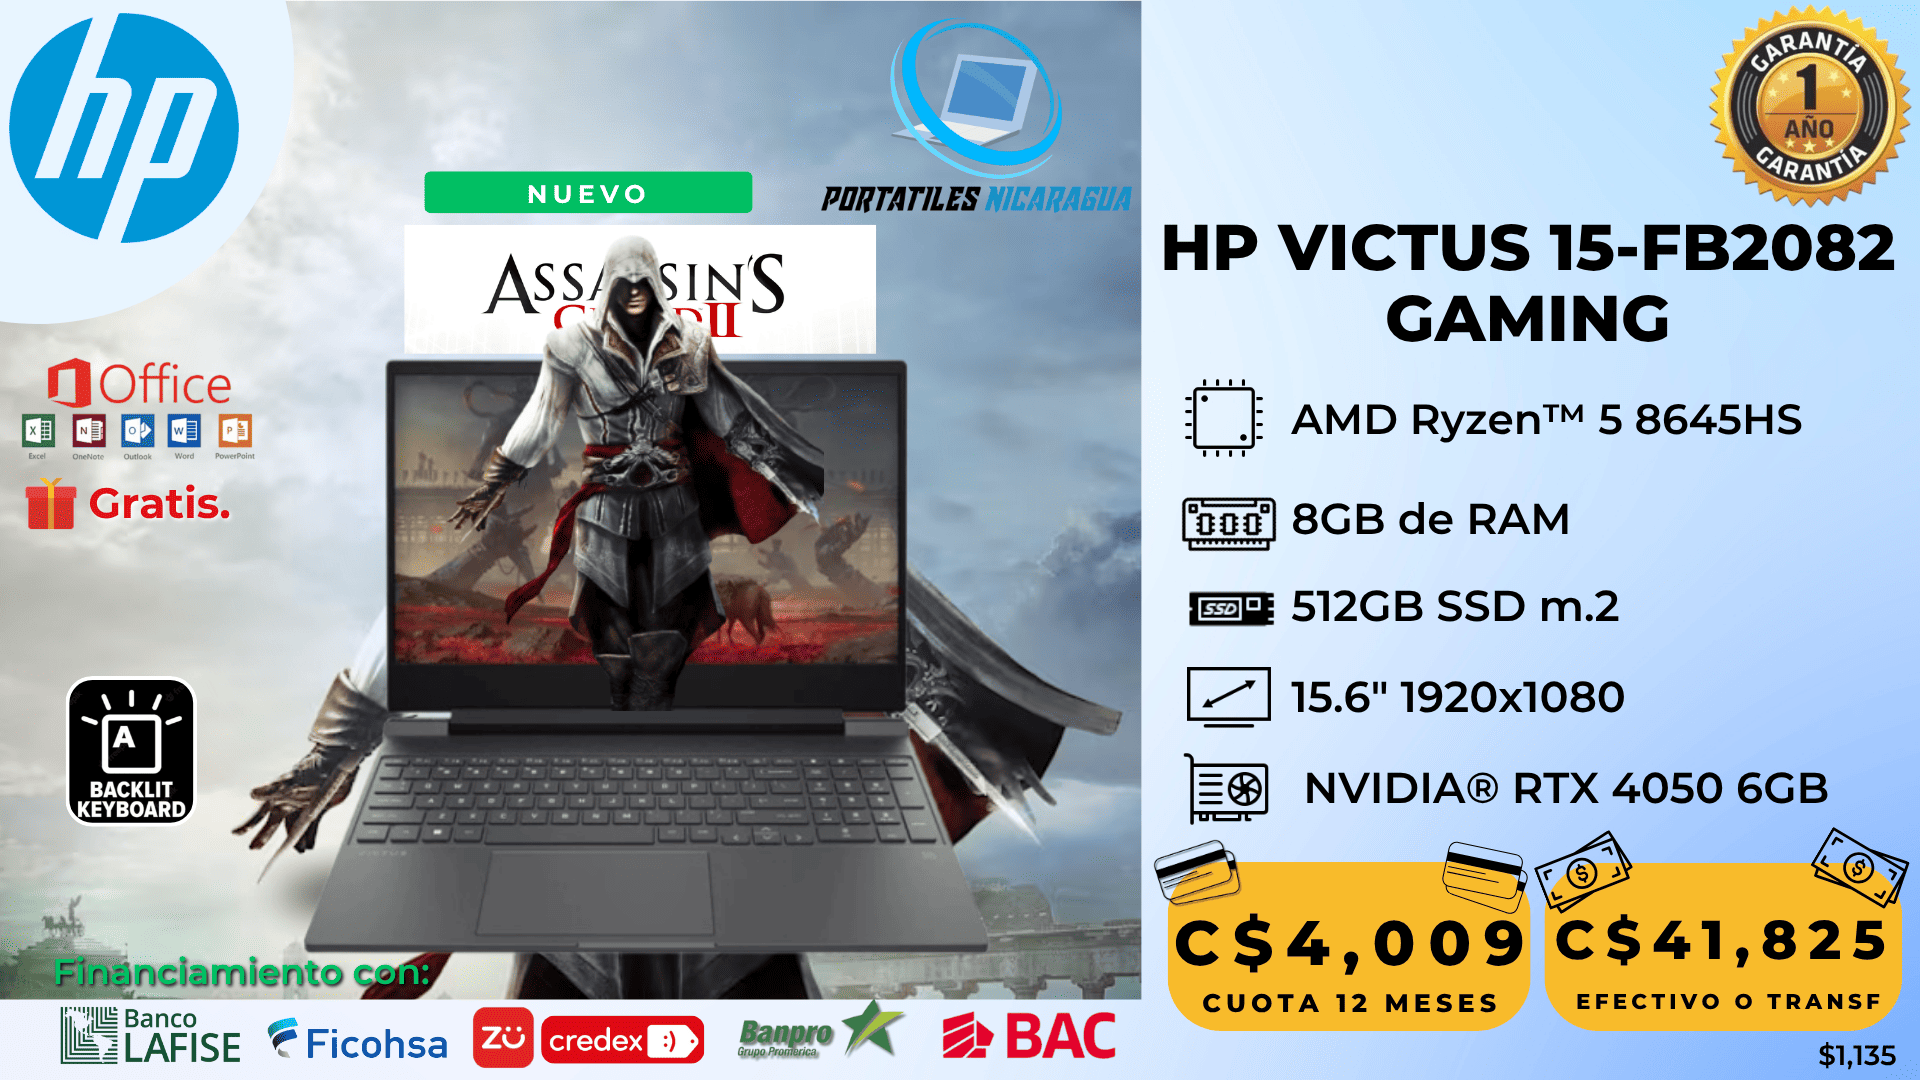 hp
NUEVO
PORTATILES NICARAGUA
GARANTÍA
1
AÑO
GARANTÍA
ASSASSIN'S
II
Office
Excel
OneNote
Outlook
Word
PowerPoint
Gratis.
A
BACKLIT
KEYBOARD
VICTUS
HP VICTUS 15-FB2082
GAMING
AMD Ryzen™ 5 8645HS
8GB de RAM
SSD
512GB SSD m.2
15.6" 1920x1080
NVIDIA® RTX 4050 6GB
C$4,009
CUOTA 12 MESES
C$41,825
EFECTIVO O TRANSF
$1,135
Financiamiento con:
Banco
LAFISE
Ficohsa
zü
credex
Banpro
Grupo Promerica
BAC